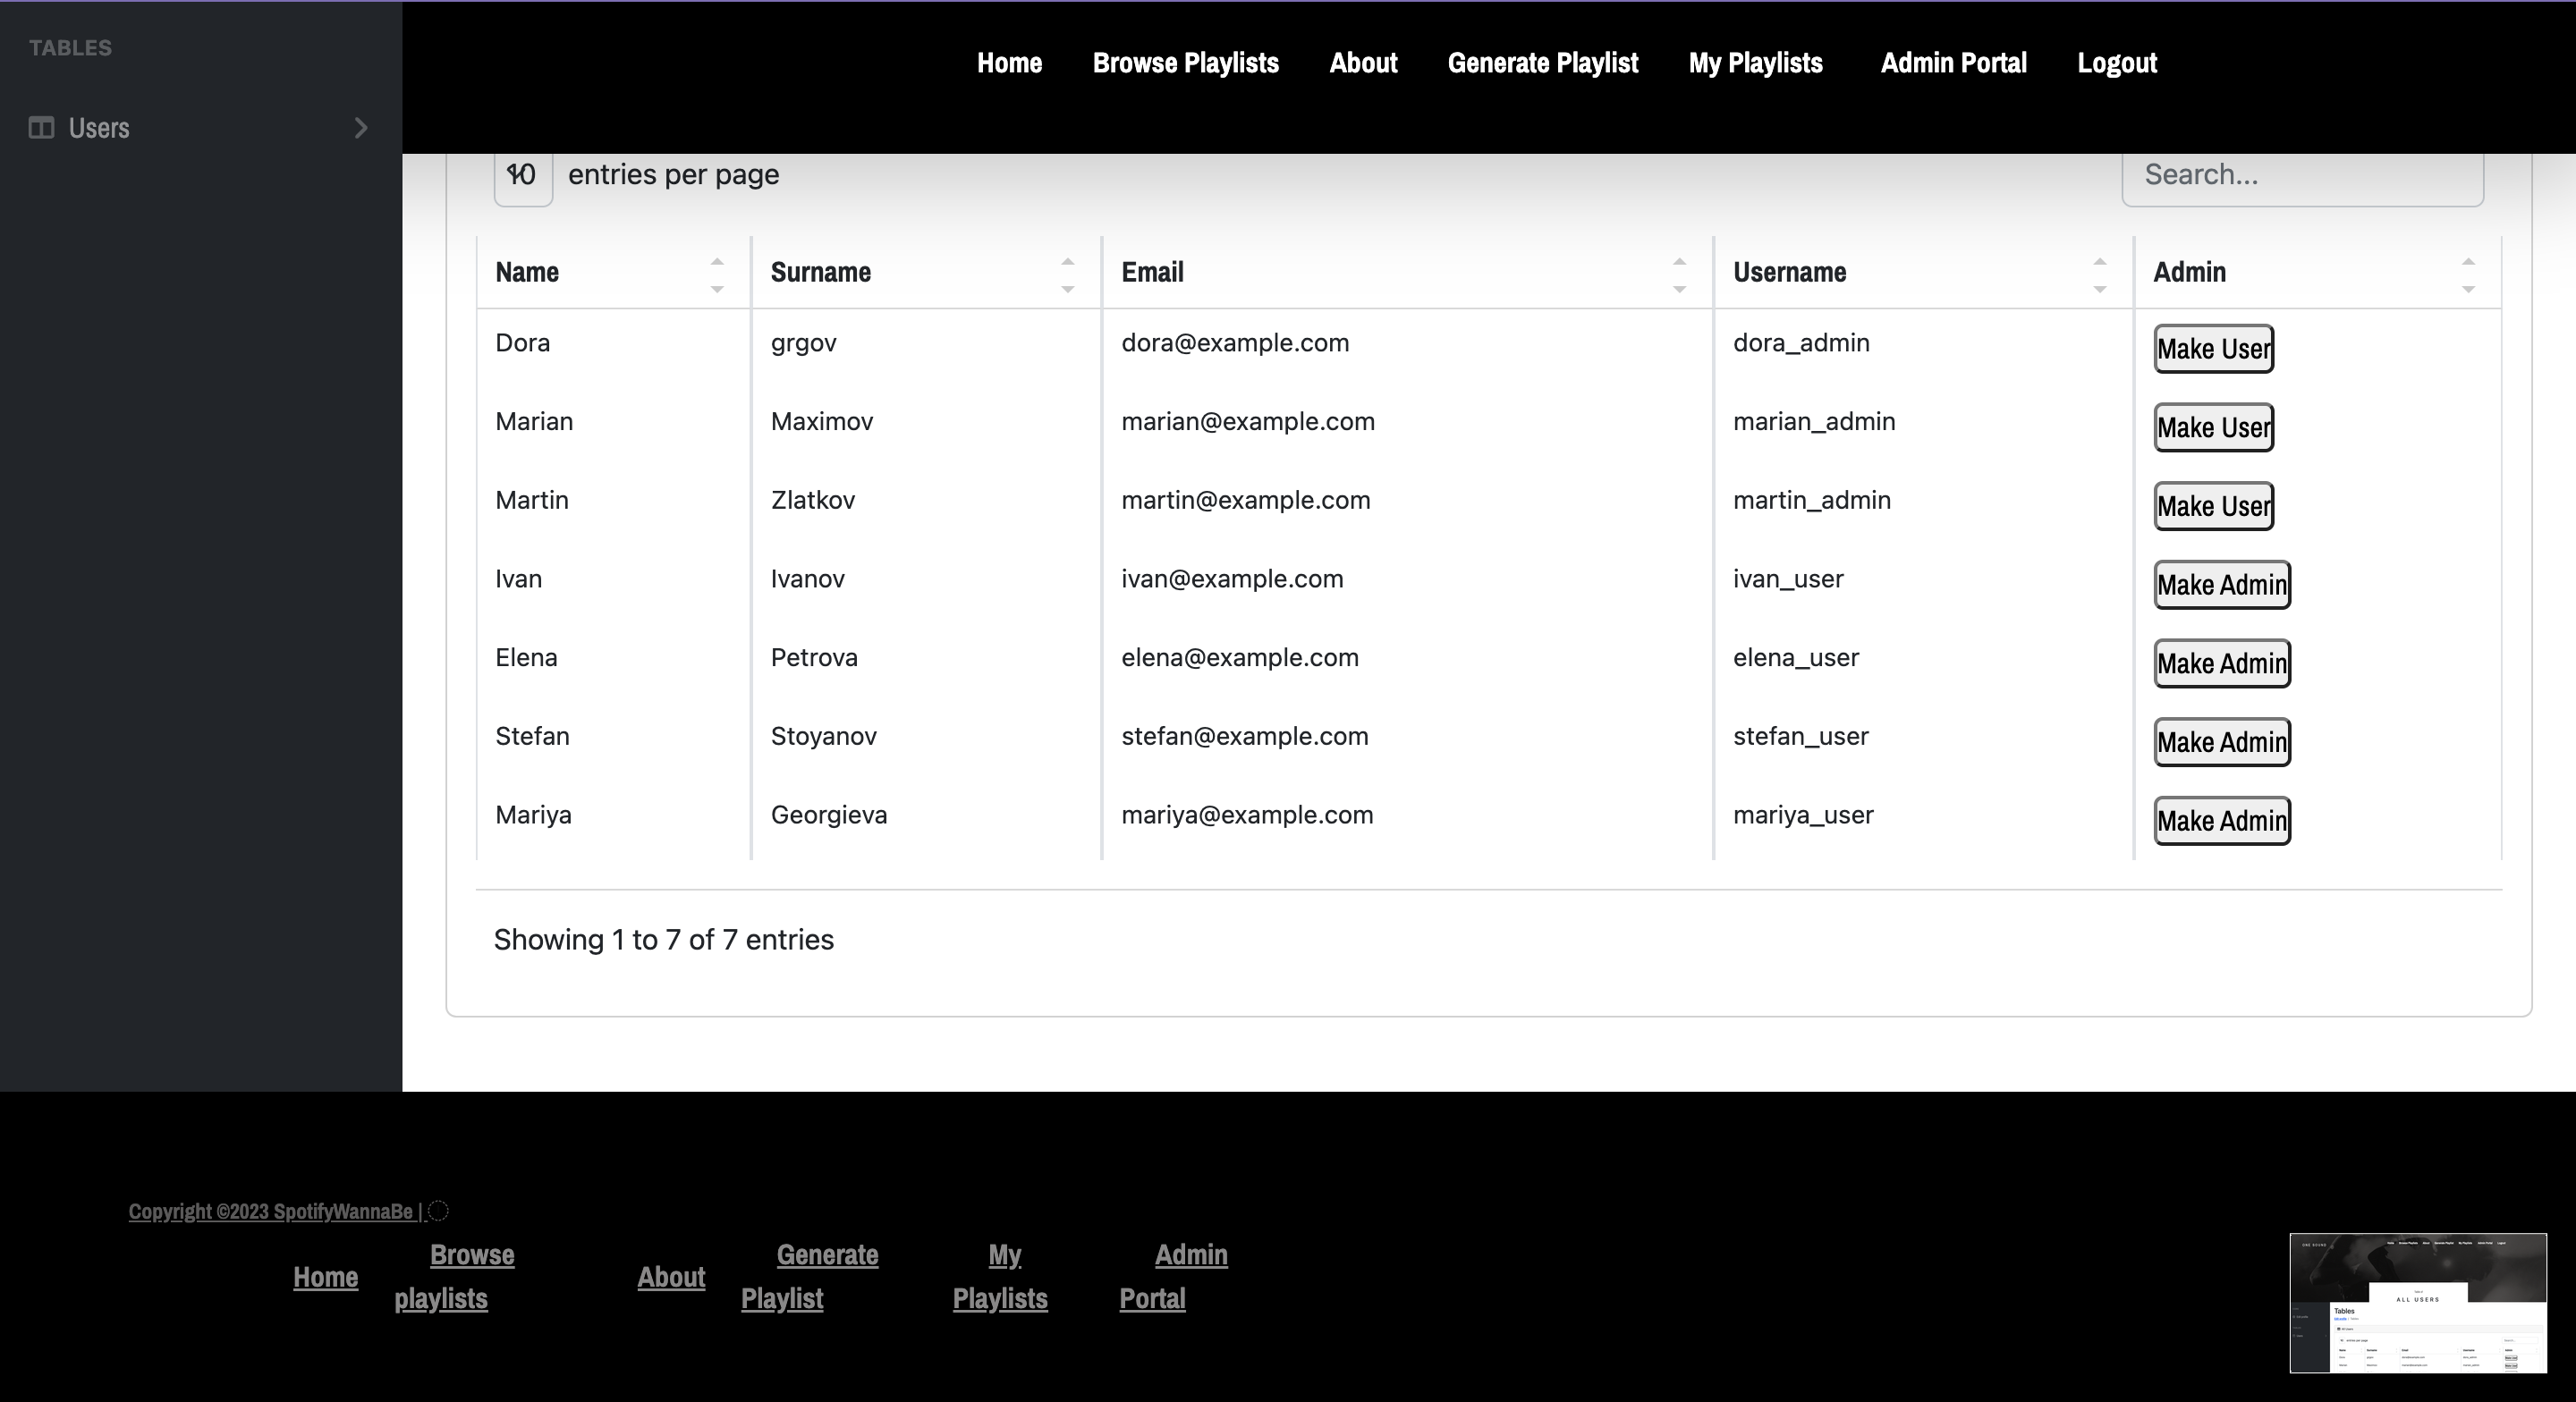 TABLES
Users
Home Browse Playlists About Generate Playlist My Playlists Admin Portal Logout
10 entries per page Search...
Name Surname Email Username Admin
Dora grgov dora@example.com dora_admin Make User
Marian Maximov marian@example.com marian_admin Make User
Martin Zlatkov martin@example.com martin_admin Make User
Ivan Ivanov ivan@example.com ivan_user Make Admin
Elena Petrova elena@example.com elena_user Make Admin
Stefan Stoyanov stefan@example.com stefan_user Make Admin
Mariya Georgieva mariya@example.com mariya_user Make Admin
Showing 1 to 7 of 7 entries
Copyright ©2023 SpotifyWannaBe |
Home Browse playlists About Generate Playlist My Playlists Admin Portal
ALL USERS
Tables